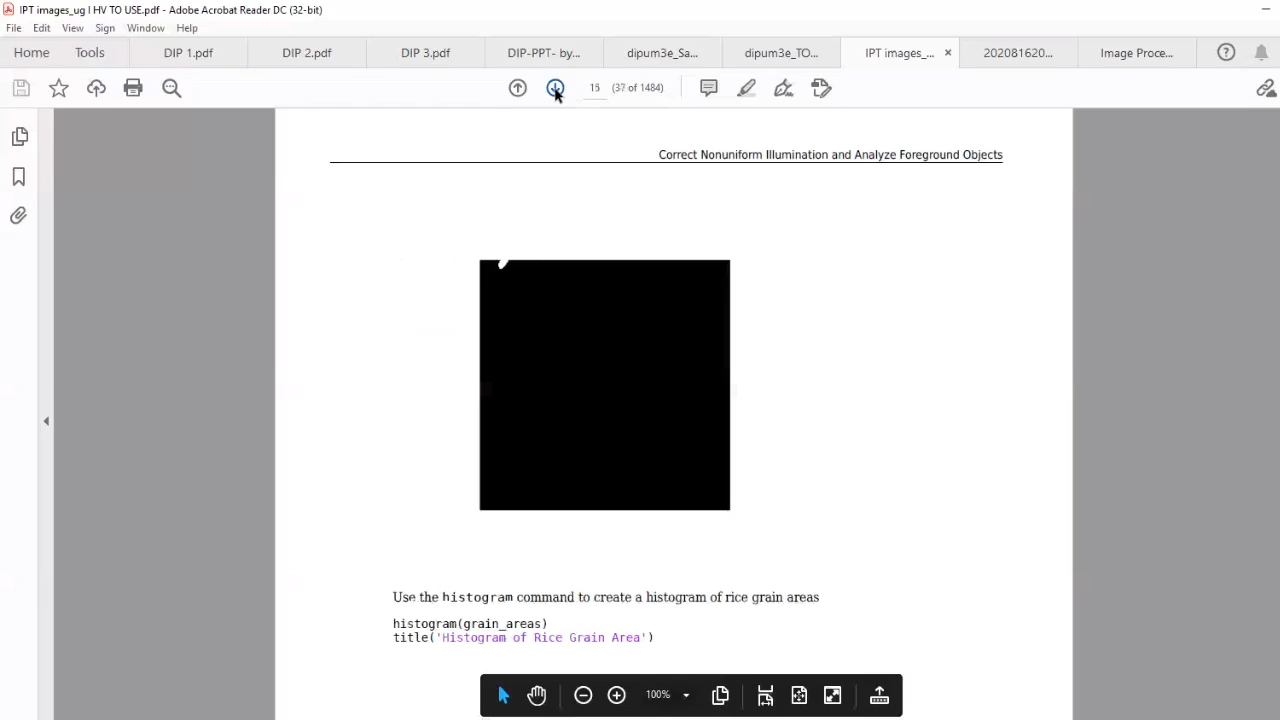 IPT images_ug I HV TO USE.pdf - Adobe Acrobat Reader DC (32-bit)
File Edit View Sign Window Help
Home Tools DIP 1.pdf DIP 2.pdf DIP 3.pdf DIP-PPT- by... dipum3e_Sa... dipum3e_TO... IPT images_... × 202081620... Image Proce...
15 (37 of 1484)
Correct Nonuniform Illumination and Analyze Foreground Objects
Use the histogram command to create a histogram of rice grain areas
histogram(grain_areas)
title('Histogram of Rice Grain Area')
100%